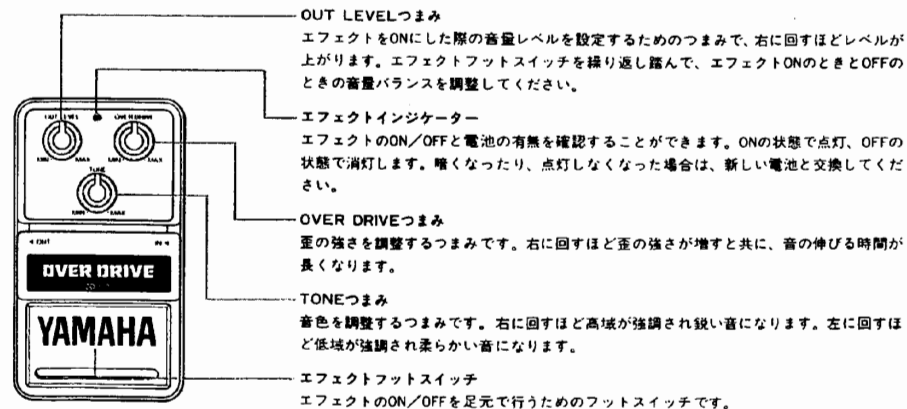 OUT LEVELつまみ
エフェクトをONにした際の音量レベルを設定するためのつまみで、右に回すほどレベルが
上がります。エフェクトフットスイッチを繰り返し踏んで、エフェクトONのときとOFFの
ときの音量バランスを調整してください。
エフェクトインジケーター
エフェクトのON/OFFと電池の有無を確認することができます。ONの状態で点灯、OFFの
状態で消灯します。暗くなったり、点灯しなくなった場合は、新しい電池と交換してくだ
さい。
OVER DRIVEつまみ
歪の強さを調整するつまみです。右に回すほど歪の強さが増すと共に、音の伸びる時間が
長くなります。
TONEつまみ
音色を調整するつまみです。右に回すほど高域が強調され鋭い音になります。左に回すほ
ど低域が強調され柔らかい音になります。
エフェクトフットスイッチ
エフェクトのON/OFFを足元で行うためのフットスイッチです。
OUT LEVEL OVER DRIVE
MIN MAX MIN MAX
TONE
MIN MAX
◄ OUT IN ◄
OVER DRIVE
YAMAHA